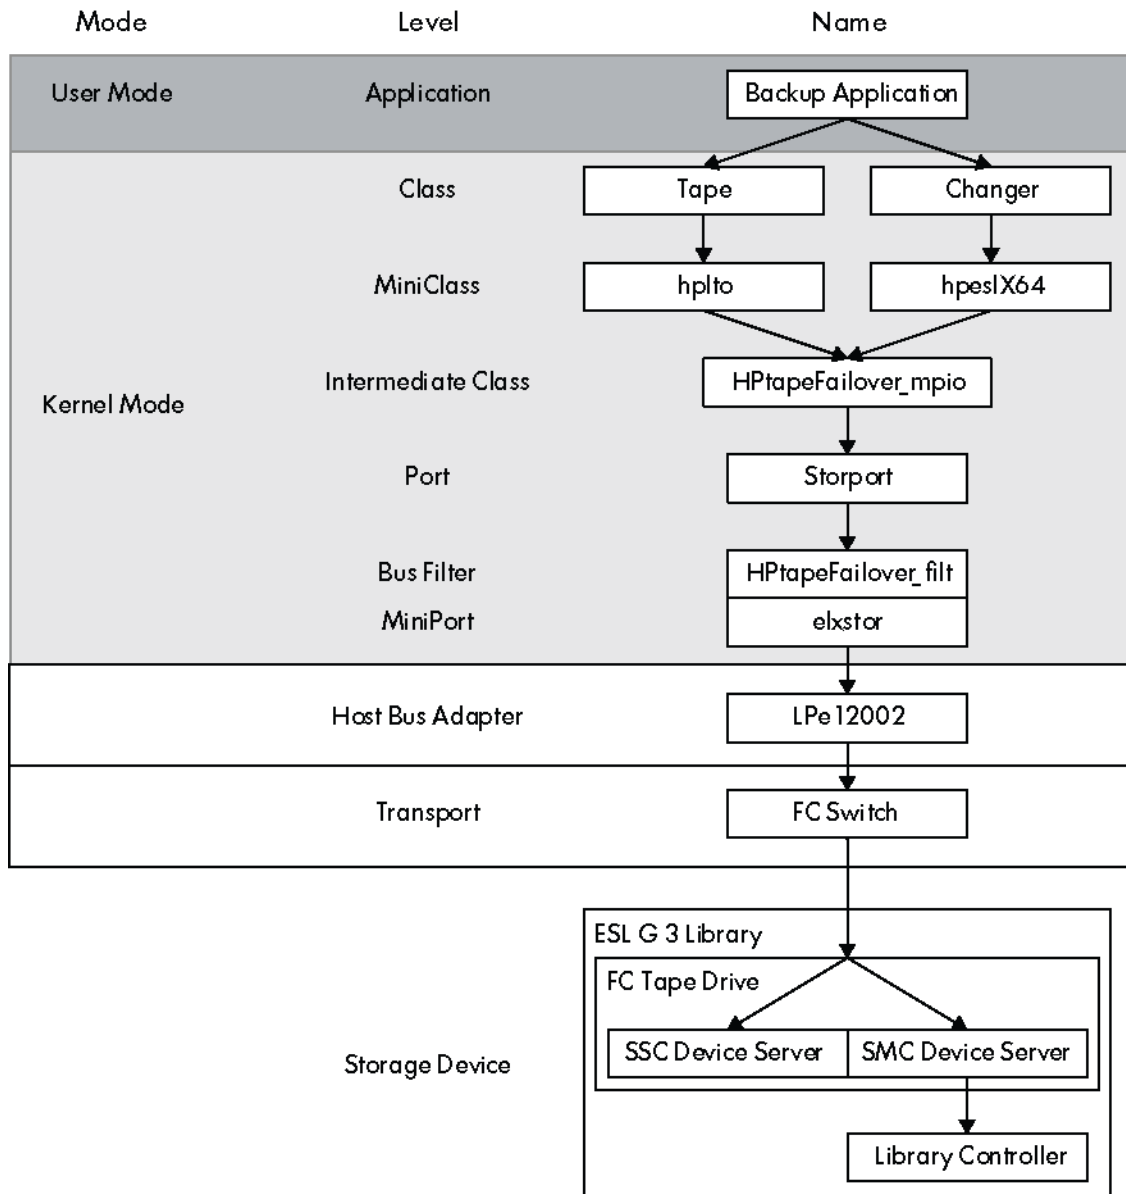 Mode Level Name
User Mode Application Backup Application
Class Tape Changer
MiniClass hplto hpeslX64
Intermediate Class HPtapeFailover_mpio
Kernel Mode
Port Storport
Bus Filter HPtapeFailover_filt
MiniPort elxstor
Host Bus Adapter LPe12002
Transport FC Switch
ESL G3 Library
FC Tape Drive
SSC Device Server SMC Device Server
Storage Device
Library Controller